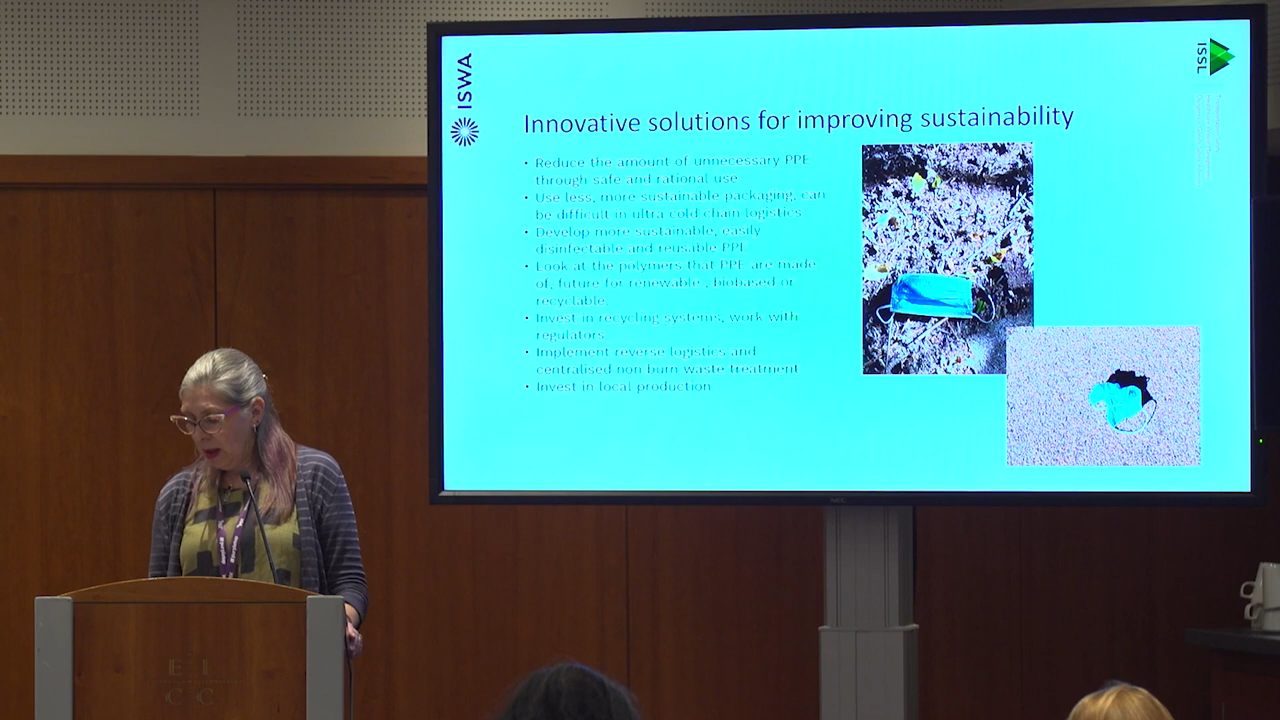 ISWA
ISSL
Innovative solutions for improving sustainability
• Reduce the amount of unnecessary PPE
through safe and rational use
• Use less, more sustainable packaging, can
be difficult in ultra cold chain logistics
• Develop more sustainable, easily
disinfectable and reusable PPE
• Look at the polymers that PPE are made
of, future for renewable , biobased or
recyclable.
• Invest in recycling systems, work with
regulators
• Implement reverse logistics and
centralised non burn waste treatment
• Invest in local production
NEC
E I
C C